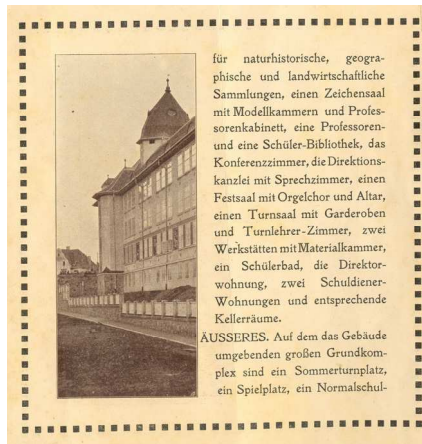 für naturhistorische, geogra-
phische und landwirtschaftliche
Sammlungen, einen Zeichensaal
mit Modellkammern und Profes-
sorenkabinett, eine Professoren-
und eine Schüler-Bibliothek, das
Konferenzzimmer, die Direktions-
kanzlei mit Sprechzimmer, einen
Festsaal mit Orgelchor und Altar,
einen Turnsaal mit Garderoben
und Turnlehrer-Zimmer, zwei
Werkstätten mit Materialkammer,
ein Schülerbad, die Direktor-
wohnung, zwei Schuldiener-
Wohnungen und entsprechende
Kellerräume.
ÄUSSERES. Auf dem das Gebäude
umgebenden großen Grundkom-
plex sind ein Sommerturnplatz,
ein Spielplatz, ein Normalschul-